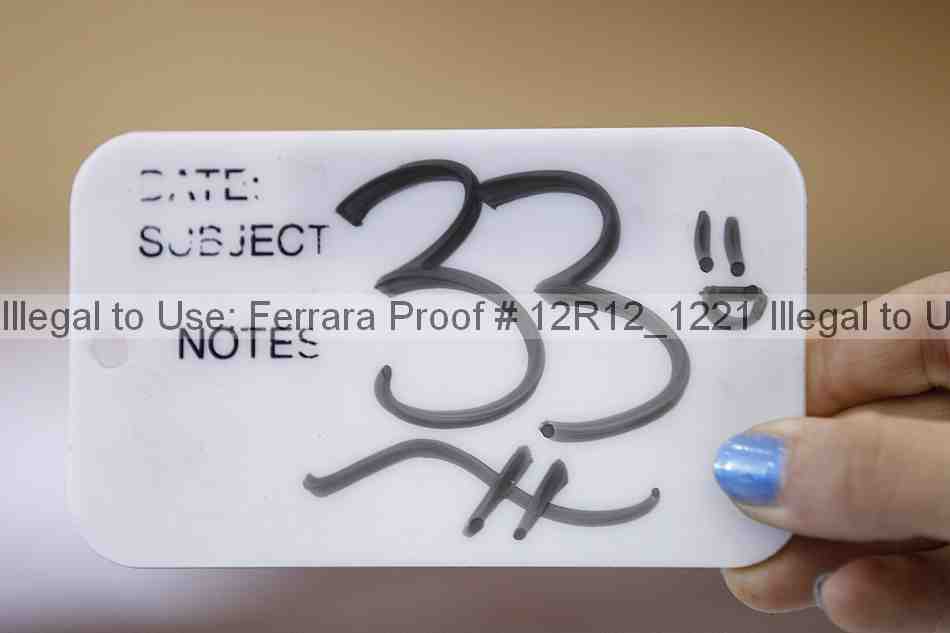 DATE:
SUBJECT
33
Illegal to Use: Ferrara Proof # 12R12_1221 Illegal to U
NOTES